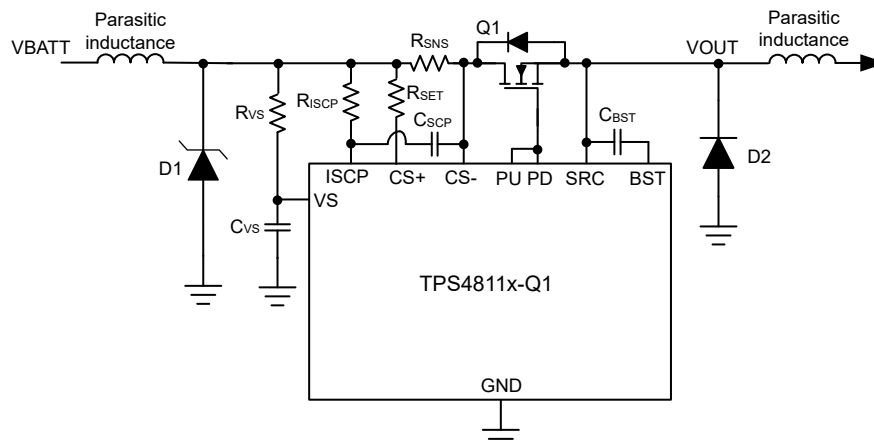 Parasitic
inductance
VBATT
Q1
RSNS
VOUT
Parasitic
inductance
RVS
RISCP
RSET
CSCP
CBST
D1
D2
ISCP
CS+
CS-
PU
PD
SRC
BST
VS
CVS
TPS4811x-Q1
GND